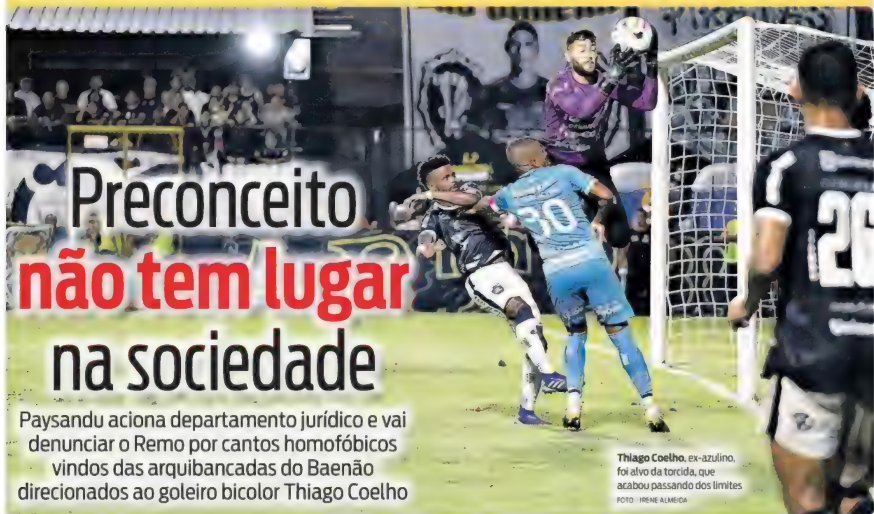 Preconceito
não tem lugar
na sociedade
Paysandu aciona departamento jurídico e vai
denunciar o Remo por cantos homofóbicos
vindos das arquibancadas do Baenão
direcionados ao goleiro bicolor Thiago Coelho
30
26
Thiago Coelho, ex-azulino,
foi alvo da torcida, que
acabou passando dos limites
FOTO: IRENE ALMEIDA